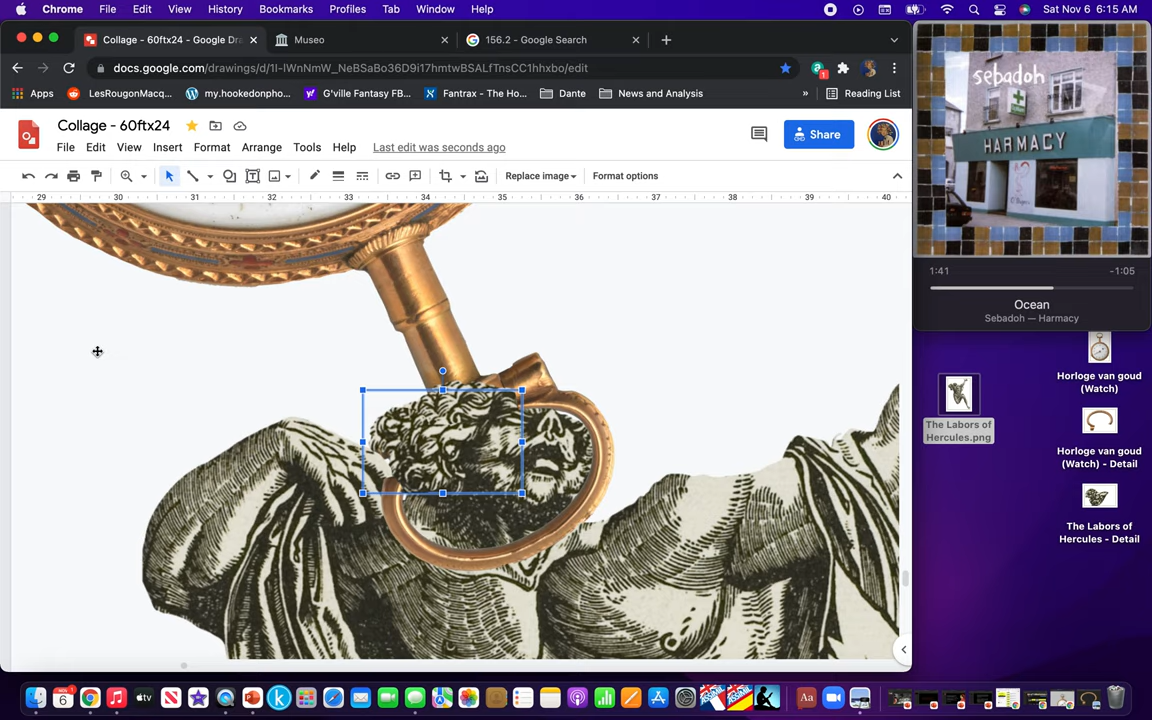 Chrome File Edit View History Bookmarks Profiles Tab Window Help Sat Nov 6 6:15 AM
Collage - 60ftx24 - Google Dra Museo 156.2 - Google Search
docs.google.com/drawings/d/1I-IWnNmW_NeBSaBo36D9i17hmtwBSALfTnsCC1hhxbo/edit
Apps LesRougonMacq... my.hookedonpho... G'ville Fantasy FB... Fantrax - The Ho... Dante News and Analysis » Reading List
Collage - 60ftx24
Share
File Edit View Insert Format Arrange Tools Help Last edit was seconds ago
Replace image Format options
29 30 31 32 33 34 35 36 37 38 39 40
sebadoh
HARMACY
1:41 -1:05
Ocean
Sebadoh — Harmacy
Horloge van goud
(Watch)
The Labors of
Hercules.png
Horloge van goud
(Watch) - Detail
The Labors of
Hercules - Detail